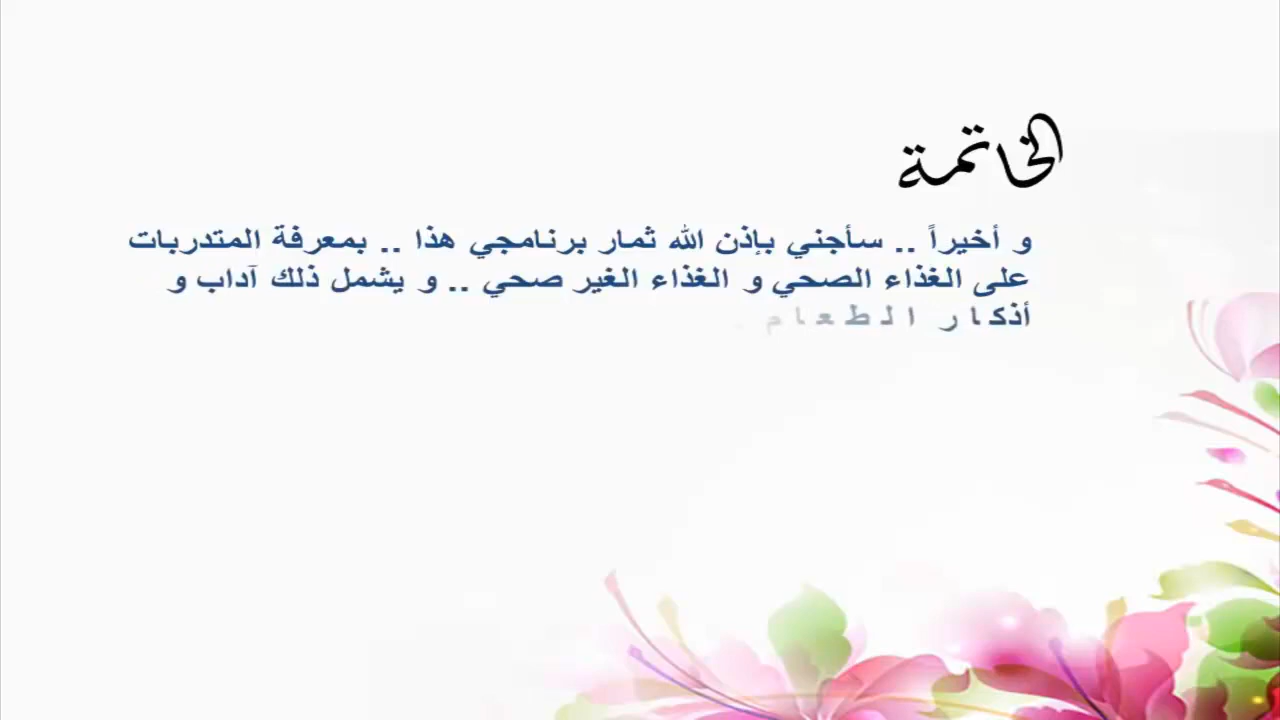 الخاتمة
و أخيراً .. سأجني بإذن الله ثمار برنامجي هذا .. بمعرفة المتدربات
على الغذاء الصحي و الغذاء الغير صحي .. و يشمل ذلك آداب و
أذكار الطعام .